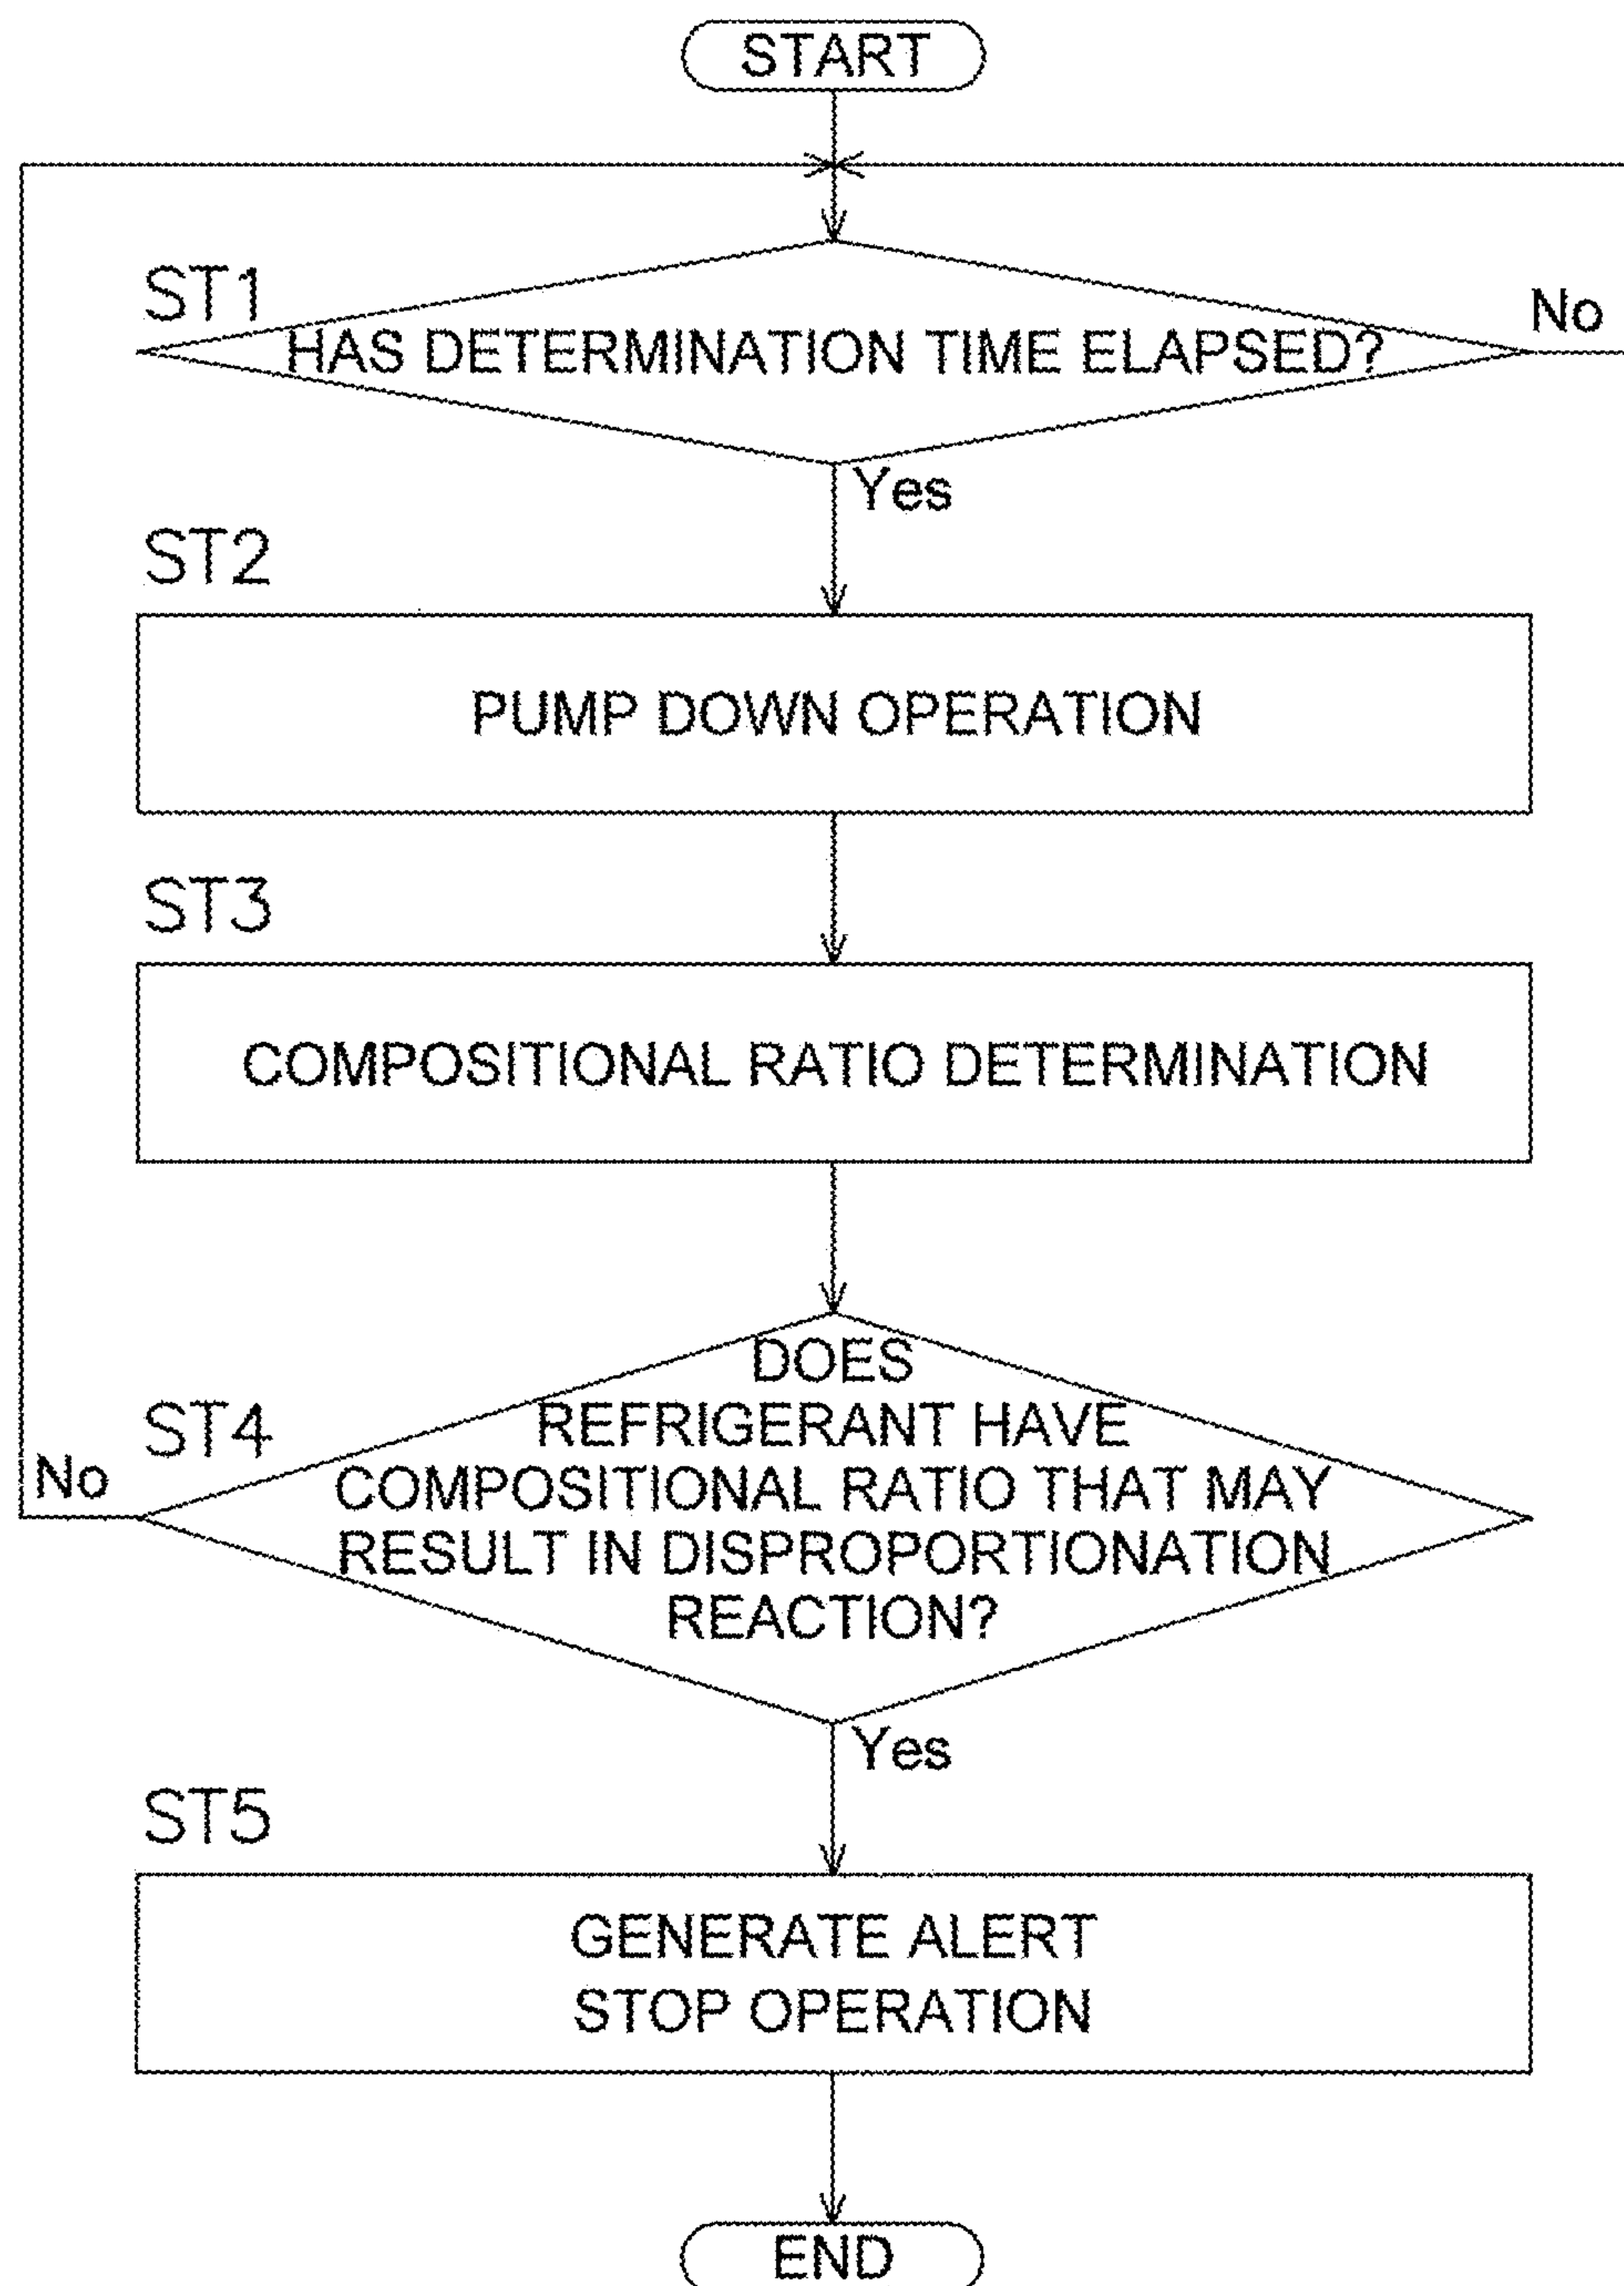 START
ST1
HAS DETERMINATION TIME ELAPSED?
No
Yes
ST2
PUMP DOWN OPERATION
ST3
COMPOSITIONAL RATIO DETERMINATION
ST4
No
DOES
REFRIGERANT HAVE
COMPOSITIONAL RATIO THAT MAY
RESULT IN DISPROPORTIONATION
REACTION?
Yes
ST5
GENERATE ALERT
STOP OPERATION
END